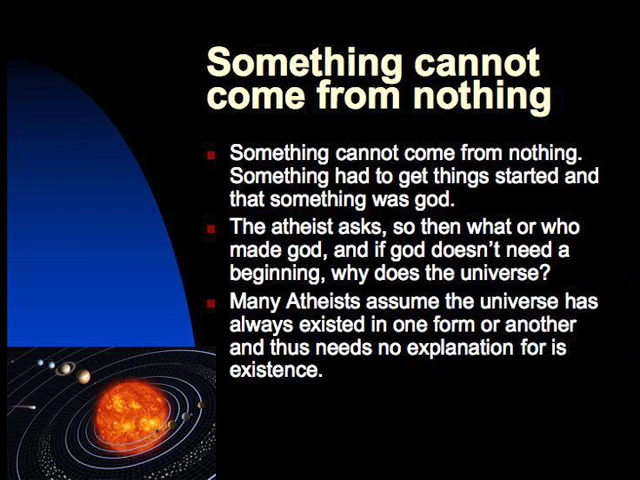 Something cannot
come from nothing
Something cannot come from nothing.
Something had to get things started and
that something was god.
The atheist asks, so then what or who
made god, and if god doesn't need a
beginning, why does the universe?
Many Atheists assume the universe has
always existed in one form or another
and thus needs no explanation for is
existence.